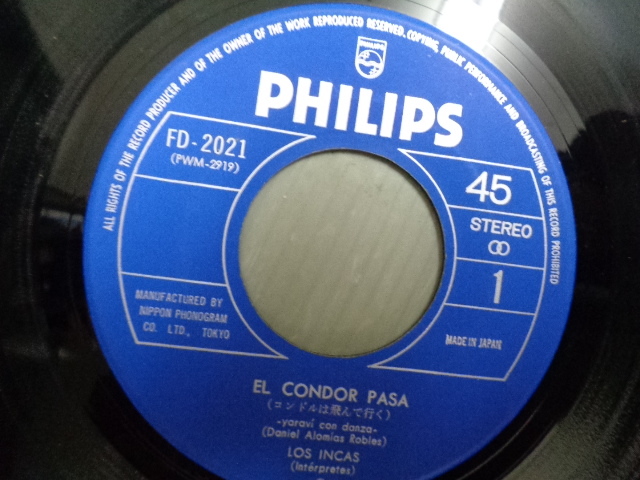 ALL RIGHTS OF THE RECORD PRODUCER AND OF THE OWNER OF THE WORK REPRODUCED RESERVED. COPYING, PUBLIC PERFORMANCE AND BROADCASTING OF THIS RECORD PROHIBITED
PHILIPS
PHILIPS
FD-2021
(PWM-2919)
45
STEREO
1
MANUFACTURED BY
NIPPON PHONOGRAM
CO. LTD., TOKYO
MADE IN JAPAN
EL CONDOR PASA
(コンドルは飛んで行く)
-yaravi con danza-
(Daniel Alomias Robles)
LOS INCAS
(Intérpretes)